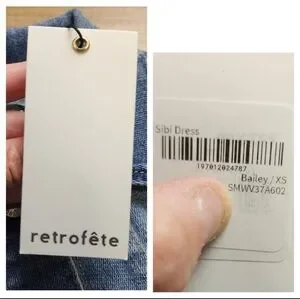 retrofête
Sibi Dress
197012024787
Bailey / XS
SMWV37A602